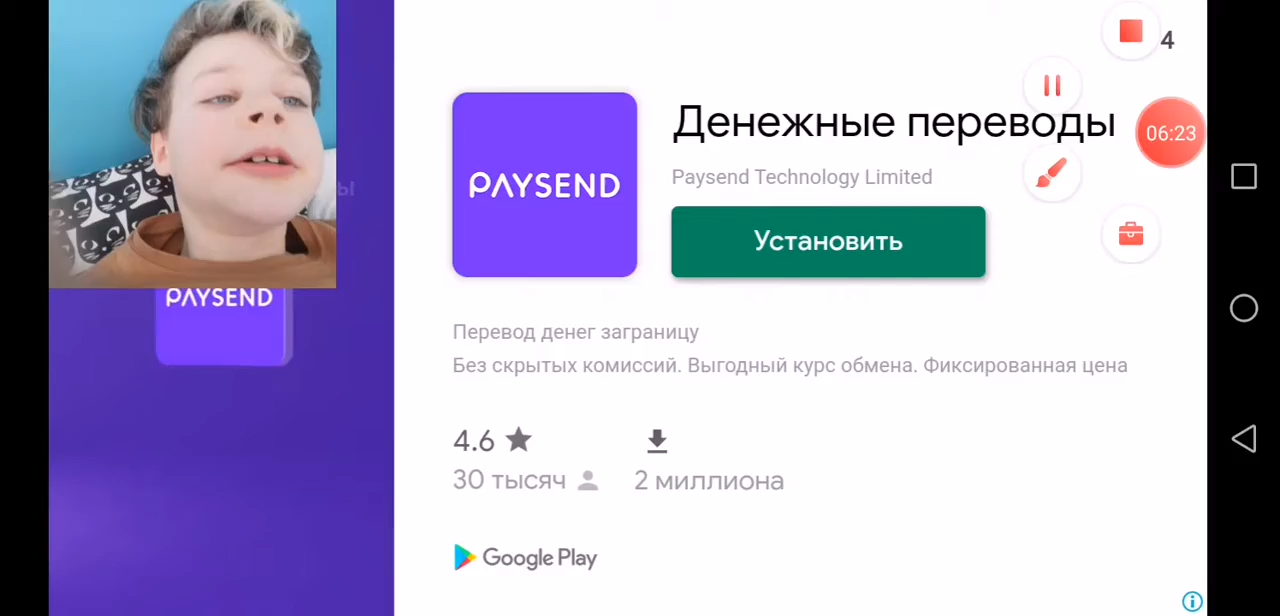 4
Денежные переводы
06:23
Paysend Technology Limited
PAYSEND
Установить
PAYSEND
Перевод денег заграницу
Без скрытых комиссий. Выгодный курс обмена. Фиксированная цена
4.6
30 тысяч
2 миллиона
Google Play